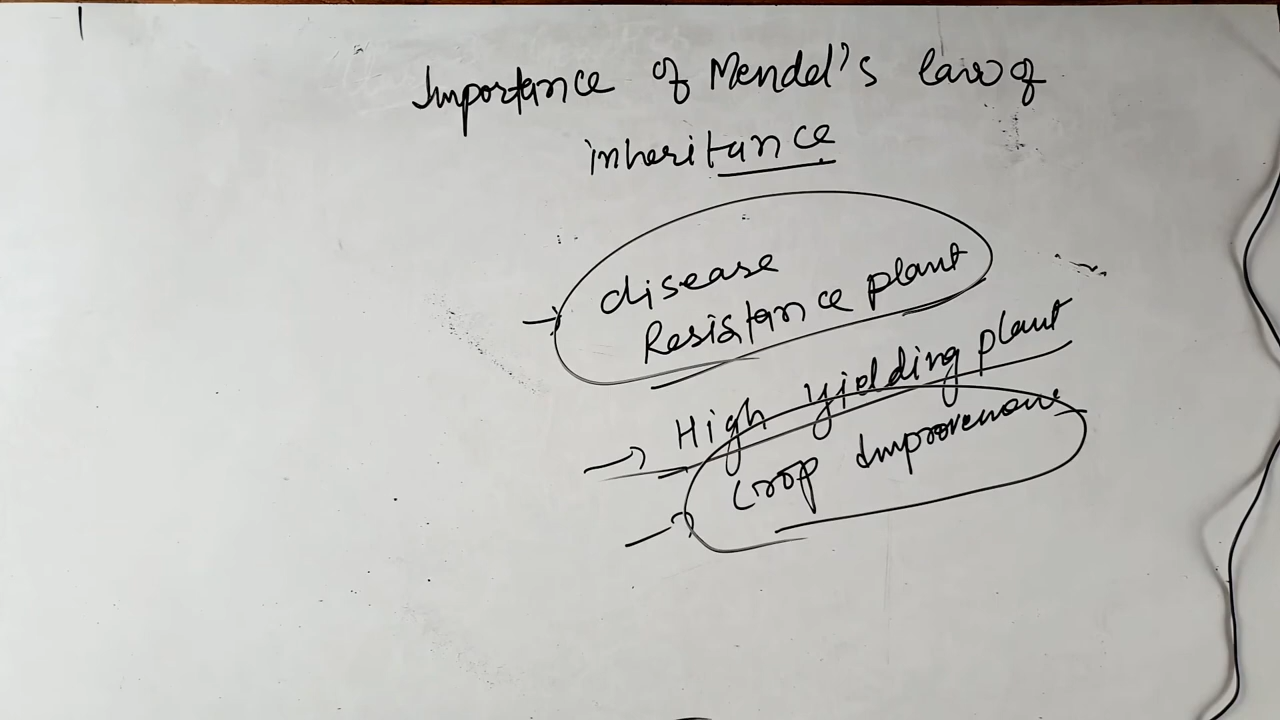 Importance of Mendel's law of
inheritance
→ disease
Resistance plant
→ High yielding plant
→ Crop Improvement